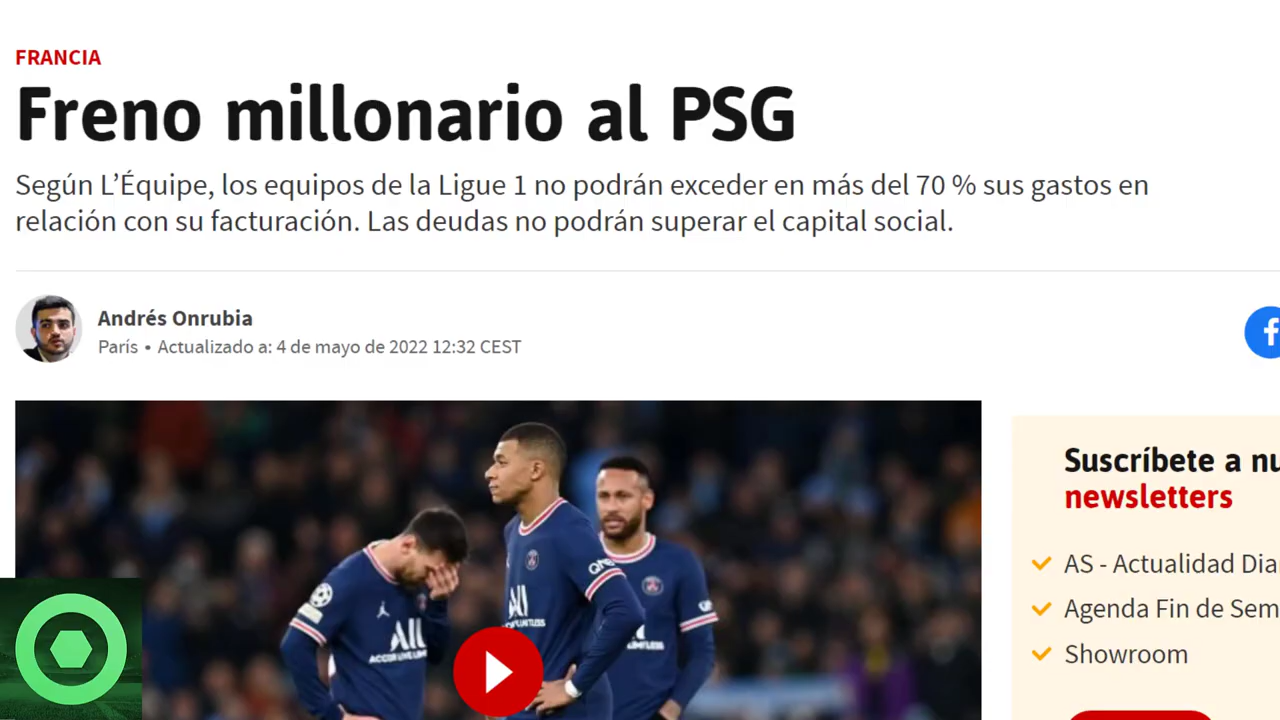 FRANCIA
Freno millonario al PSG
Según L’Équipe, los equipos de la Ligue 1 no podrán exceder en más del 70 % sus gastos en
relación con su facturación. Las deudas no podrán superar el capital social.
Andrés Onrubia
París • Actualizado a: 4 de mayo de 2022 12:32 CEST
Suscríbete a nu
newsletters
AS - Actualidad Dia
Agenda Fin de Sem
Showroom
ALL
ALL